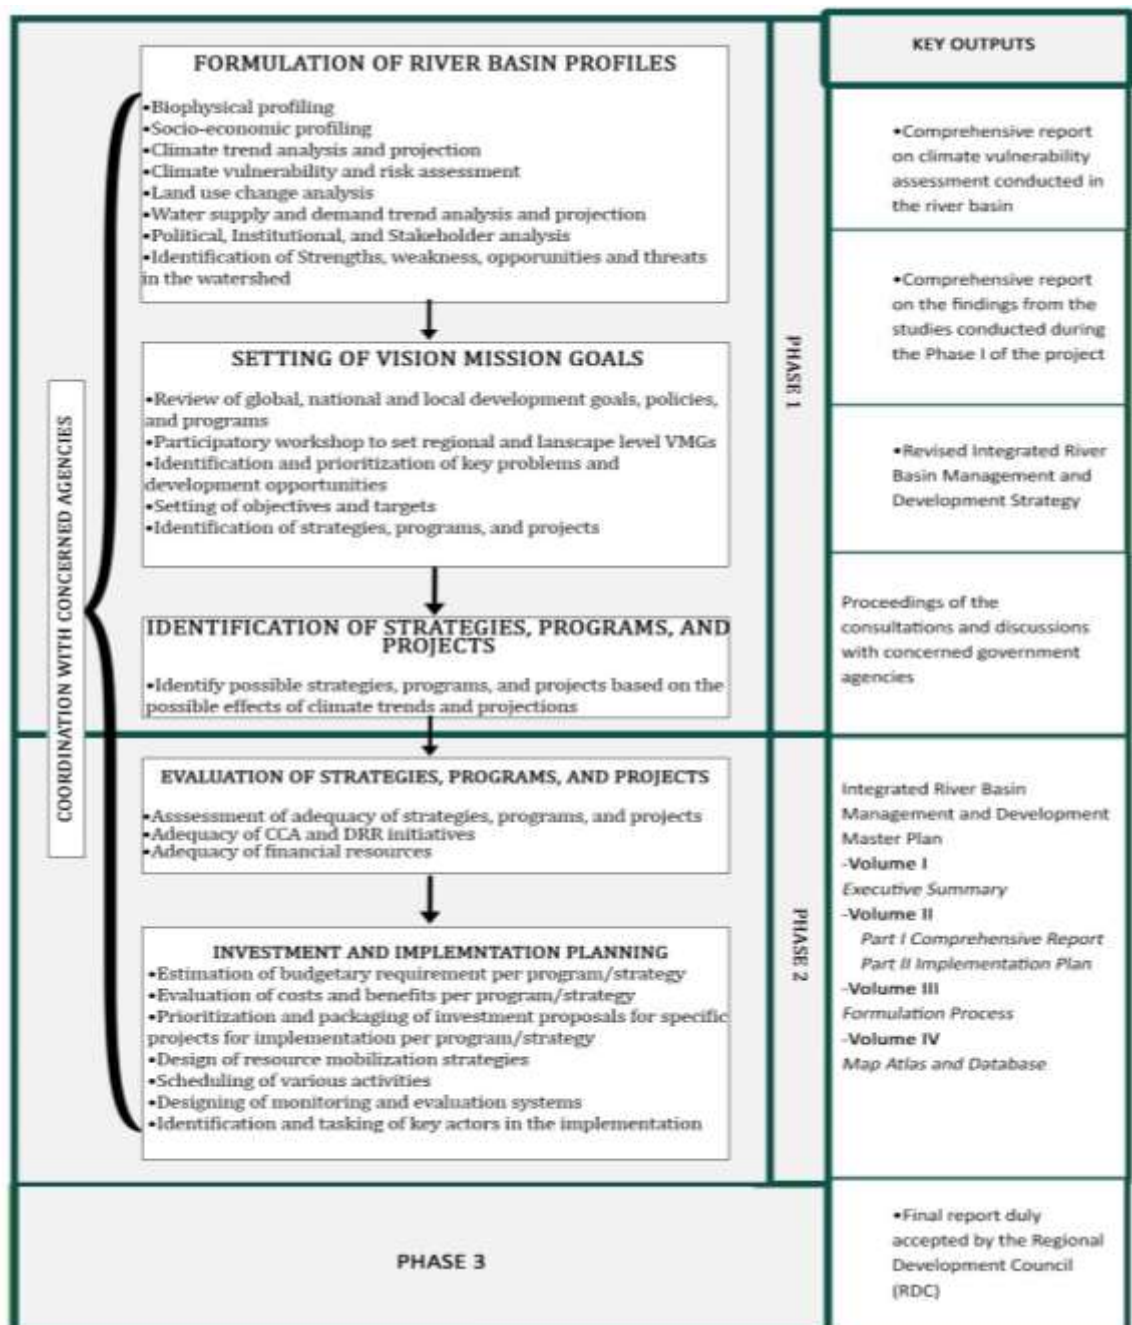 FORMULATION OF RIVER BASIN PROFILES
•Biophysical profiling
•Socio-economic profiling
•Climate trend analysis and projection
•Climate vulnerability and risk assessment
•Land use change analysis
•Water supply and demand trend analysis and projection
•Political, Institutional, and Stakeholder analysis
•Identification of Strengths, weakness, opporunities and threats
in the watershed
SETTING OF VISION MISSION GOALS
•Review of global, national and local development goals, policies,
and programs
•Participatory workshop to set regional and lanscape level VMGs
•Identification and prioritization of key problems and
development opportunities
•Setting of objectives and targets
•Identification of strategies, programs, and projects
IDENTIFICATION OF STRATEGIES, PROGRAMS, AND
PROJECTS
•Identify possible strategies, programs, and projects based on the
possible effects of climate trends and projections
EVALUATION OF STRATEGIES, PROGRAMS, AND PROJECTS
•Asssessment of adequacy of strategies, programs, and projects
•Adequacy of CCA and DRR initiatives
•Adequacy of financial resources
INVESTMENT AND IMPLEMNTATION PLANNING
•Estimation of budgetary requirement per program/strategy
•Evaluation of costs and benefits per program/strategy
•Prioritization and packaging of investment proposals for specific
projects for implementation per program/strategy
•Design of resource mobilization strategies
•Scheduling of various activities
•Designing of monitoring and evaluation systems
•Identification and tasking of key actors in the implementation
COORDINATION WITH CONCERNED AGENCIES
PHASE 1
PHASE 2
PHASE 3
KEY OUTPUTS
•Comprehensive report
on climate vulnerability
assessment conducted in
the river basin
•Comprehensive report
on the findings from the
studies conducted during
the Phase I of the project
•Revised Integrated River
Basin Management and
Development Strategy
Proceedings of the
consultations and discussions
with concerned government
agencies
Integrated River Basin
Management and Development
Master Plan
-Volume I
Executive Summary
-Volume II
Part I Comprehensive Report
Part II Implementation Plan
-Volume III
Formulation Process
-Volume IV
Map Atlas and Database
•Final report duly
accepted by the Regional
Development Council
(RDC)